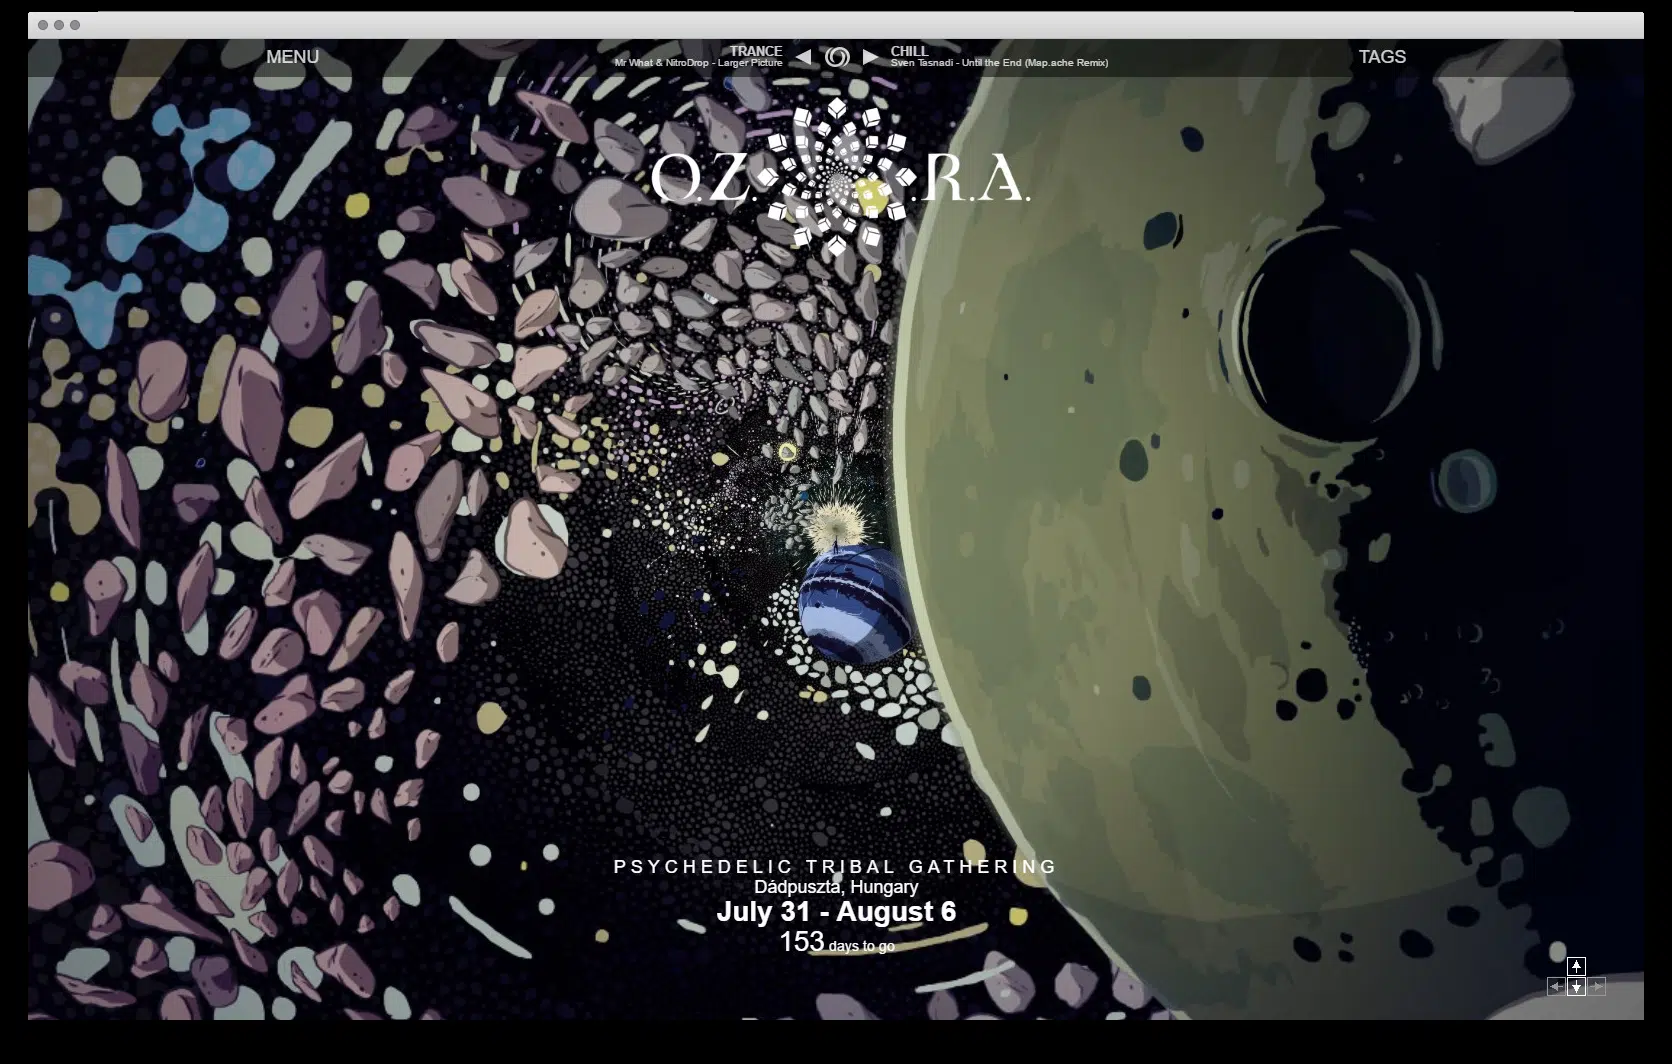 MENU
TRANCE
Mr What & NitroDrop - Larger Picture
CHILL
Sven Tasnadi - Until the End (Map.ache Remix)
TAGS
O.Z. .R.A.
PSYCHEDELIC TRIBAL GATHERING
Dádpuszta, Hungary
July 31 - August 6
153 days to go